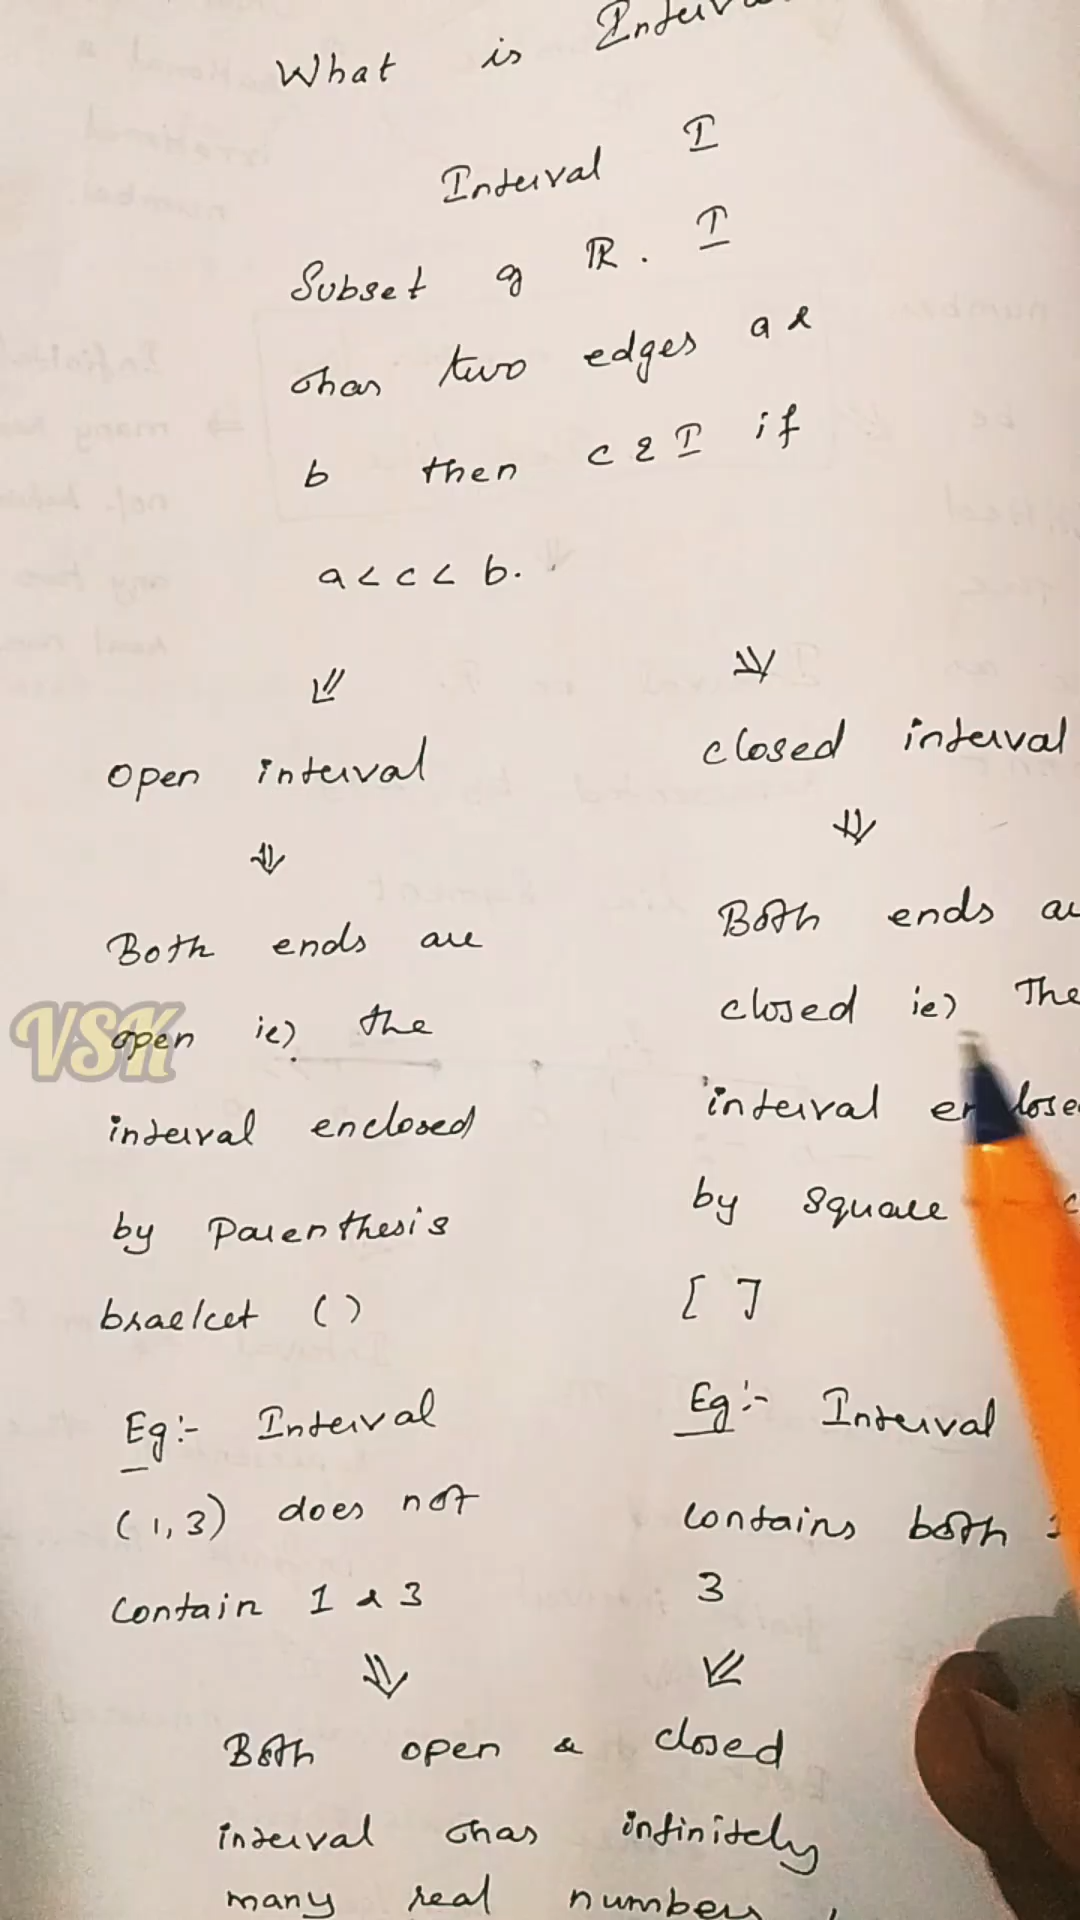 What is Interva
Interval I
Subset of R. I
has two edges a &
b then c ε I if
a < c < b.
Open interval
Both ends are
open ie) the
interval enclosed
by Parenthesis
bracket ( )
Eg:- Interval
(1, 3) does not
contain 1 & 3
closed interval
Both ends
closed ie) The
interval
by square
[ ]
Eg:- Interval
contains both
3
Both open & closed
interval has infinitely
many real numbers
VSK